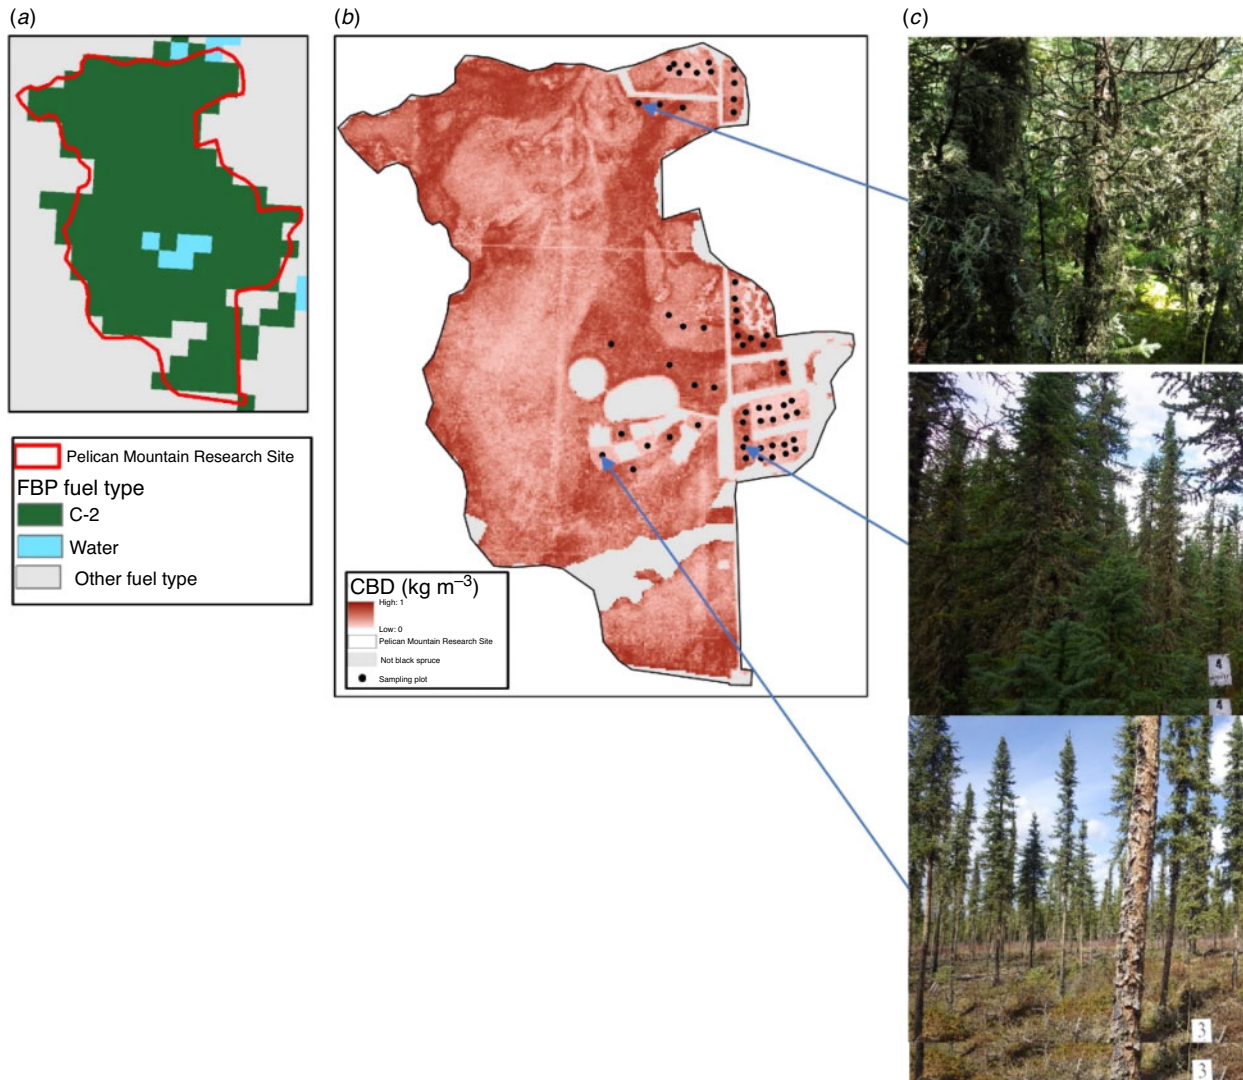 (a)
(b)
(c)
Pelican Mountain Research Site
FBP fuel type
C-2
Water
Other fuel type
CBD (kg m⁻³)
High: 1
Low: 0
Pelican Mountain Research Site
Not black spruce
Sampling plot
4
4
3
3